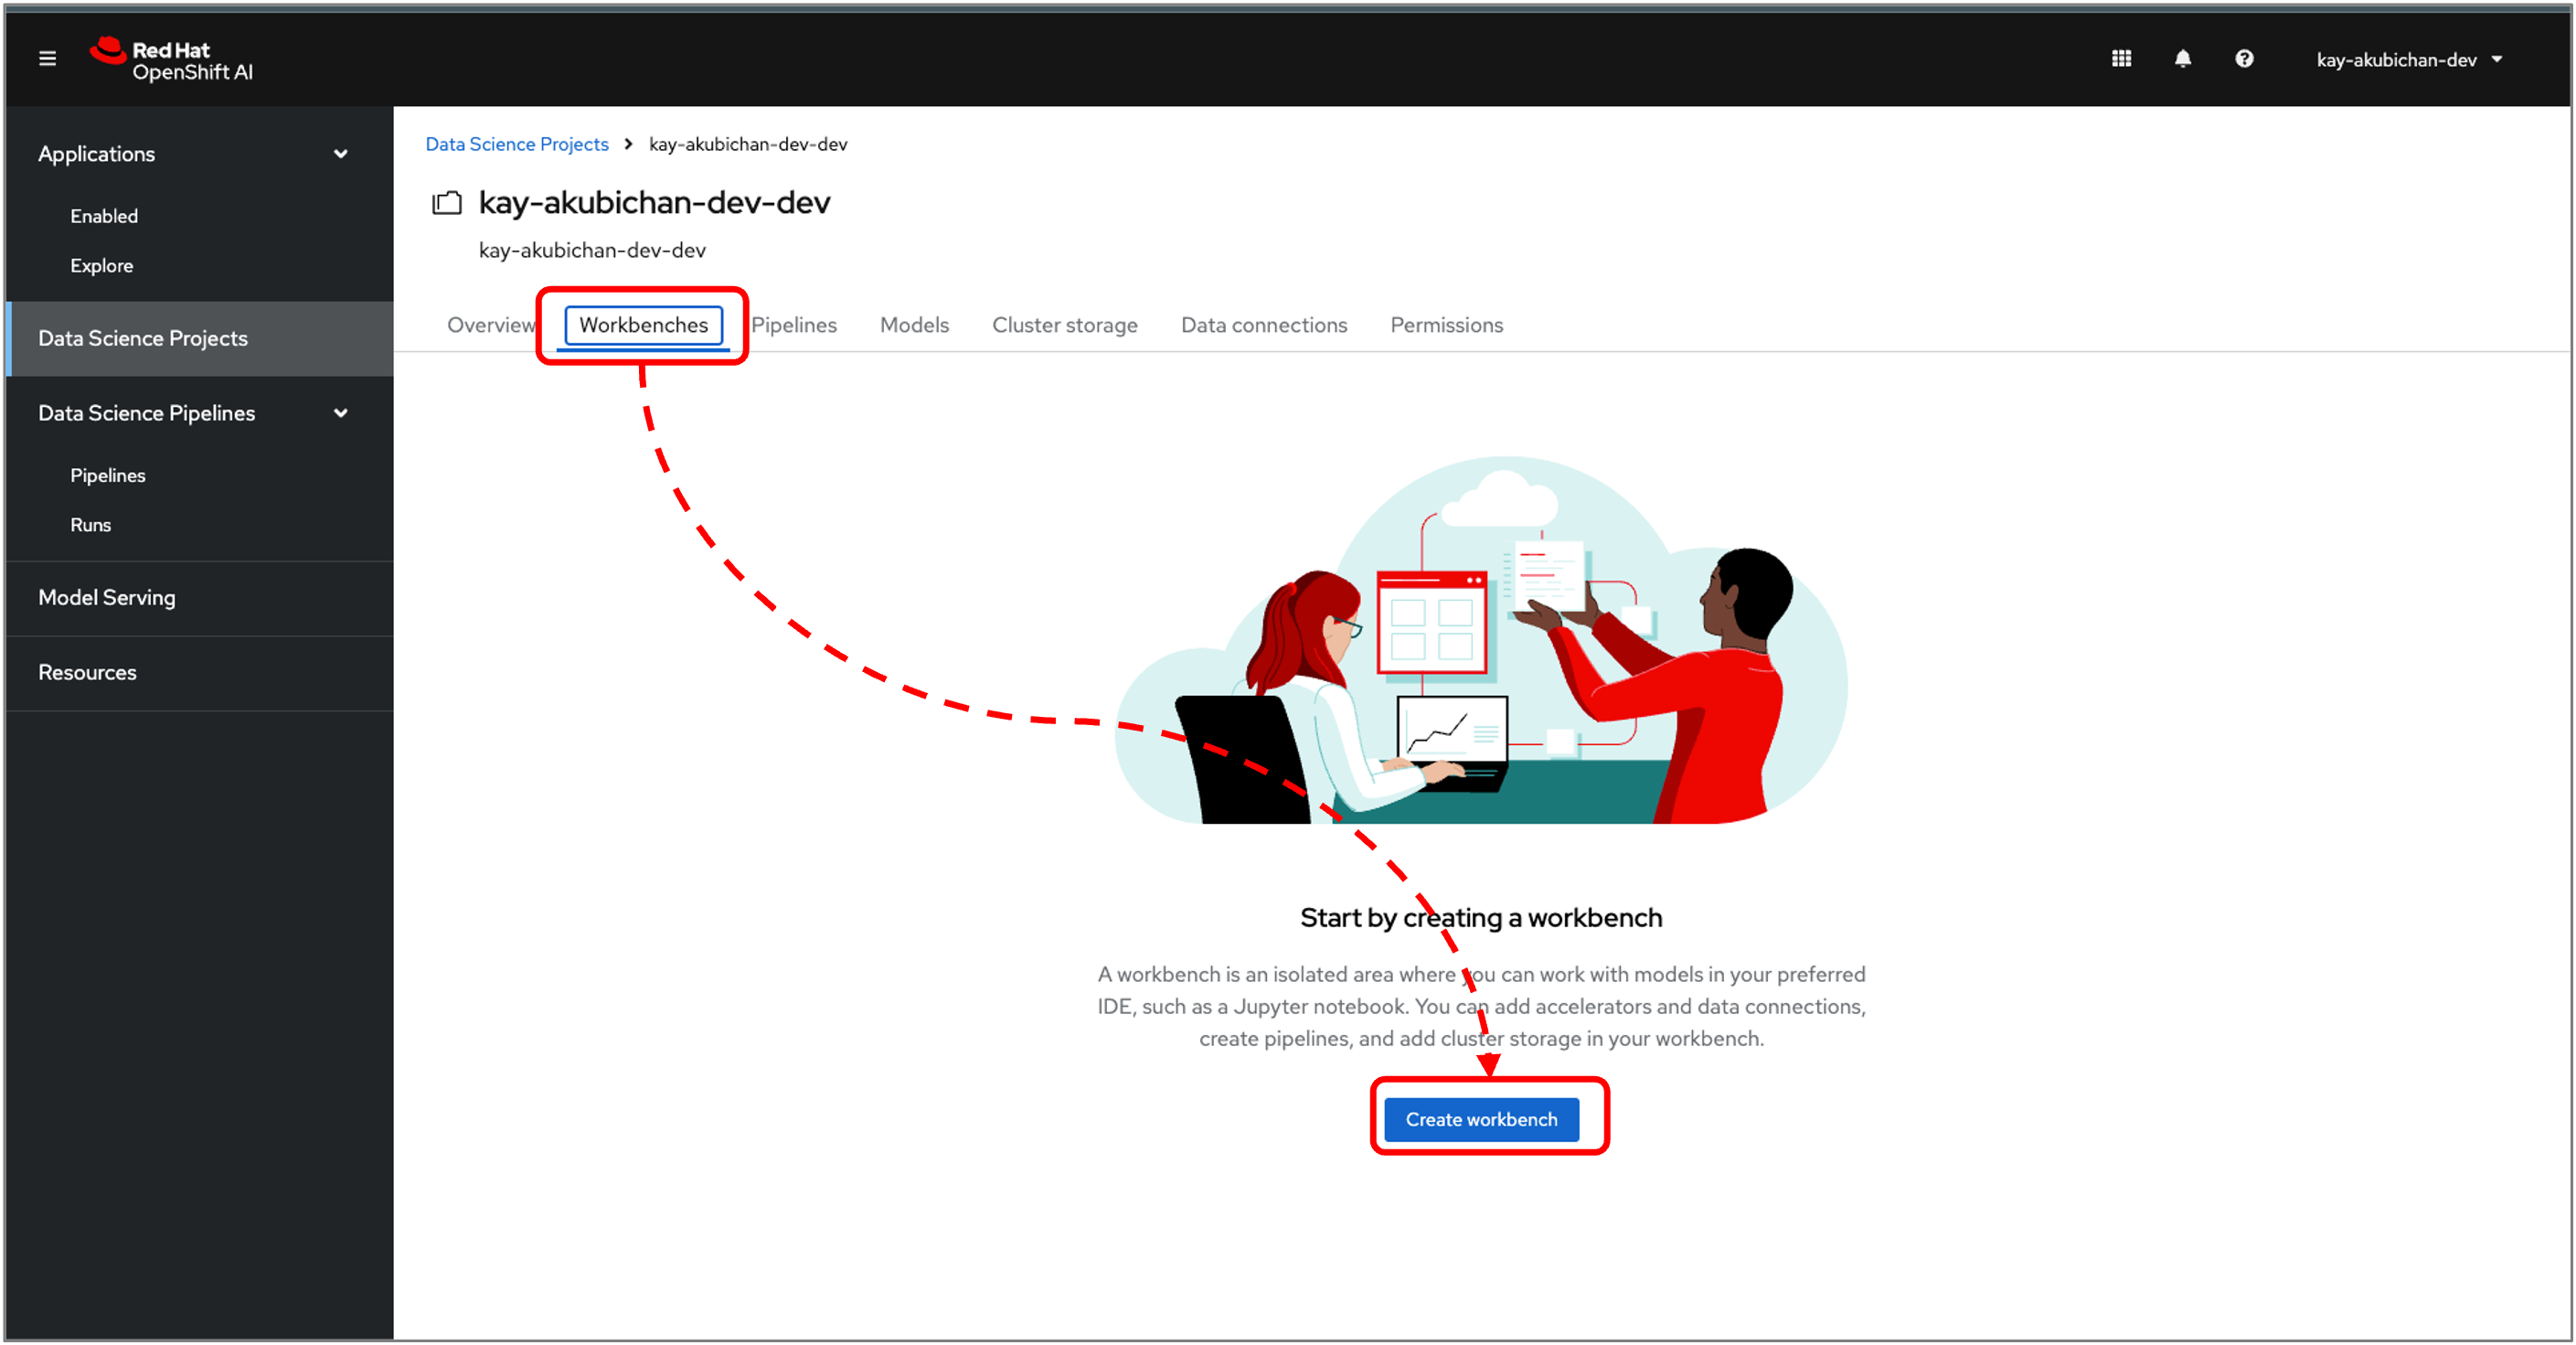 Red Hat
OpenShift AI
kay-akubichan-dev
Applications
Enabled
Explore
Data Science Projects
Data Science Pipelines
Pipelines
Runs
Model Serving
Resources
Data Science Projects > kay-akubichan-dev-dev
kay-akubichan-dev-dev
kay-akubichan-dev-dev
Overview Workbenches Pipelines Models Cluster storage Data connections Permissions
Start by creating a workbench
A workbench is an isolated area where you can work with models in your preferred
IDE, such as a Jupyter notebook. You can add accelerators and data connections,
create pipelines, and add cluster storage in your workbench.
Create workbench